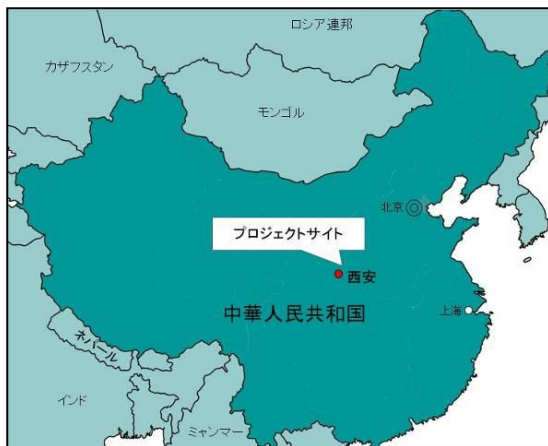 ロシア連邦
カザフスタン
モンゴル
北京
プロジェクトサイト
西安
中華人民共和国
上海
ネパール
インド
ミャンマー